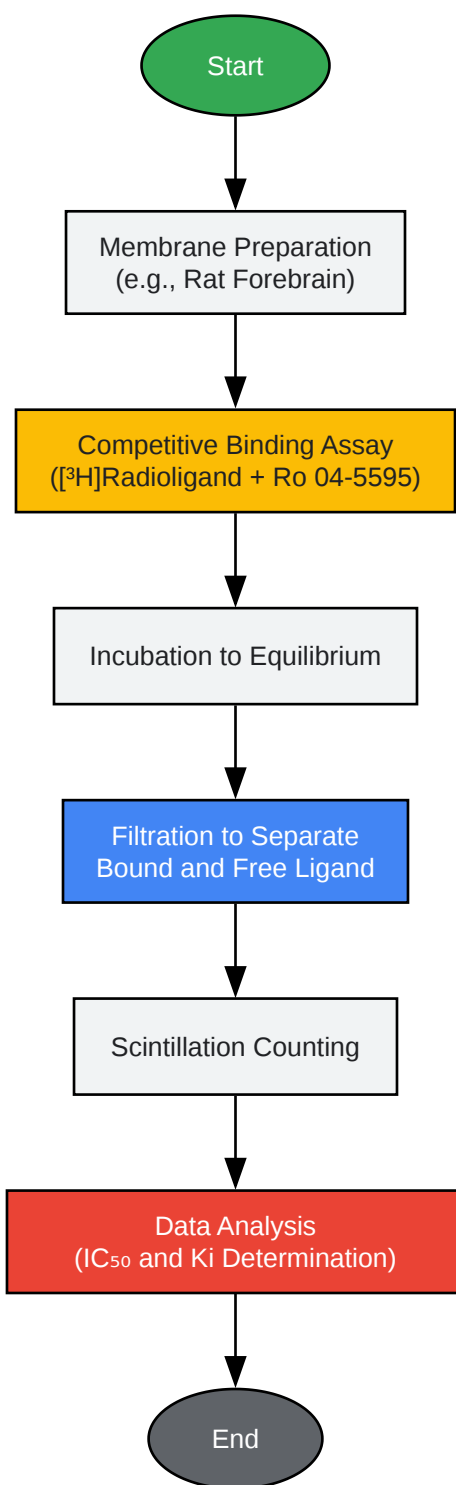 Start
Membrane Preparation
(e.g., Rat Forebrain)
Competitive Binding Assay
([³H]Radioligand + Ro 04-5595)
Incubation to Equilibrium
Filtration to Separate
Bound and Free Ligand
Scintillation Counting
Data Analysis
(IC₅₀ and Ki Determination)
End